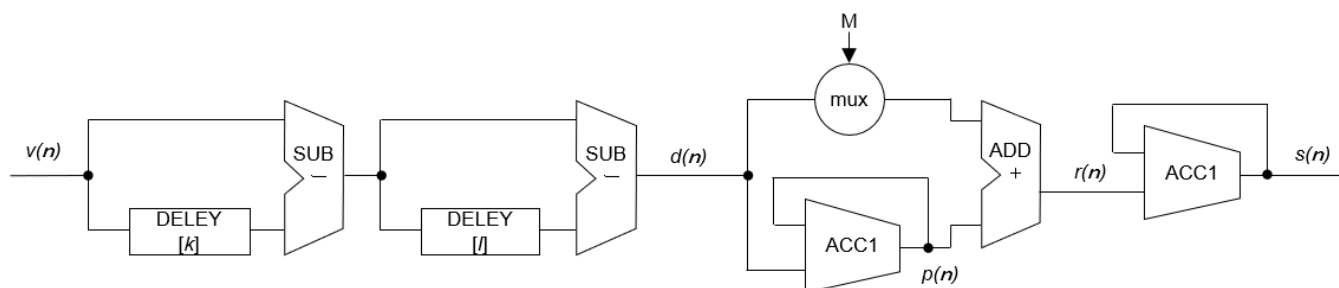 M
mux
v(n)
SUB
−
DELEY
[k]
SUB
−
DELEY
[l]
d(n)
ACC1
p(n)
ADD
+
r(n)
ACC1
s(n)